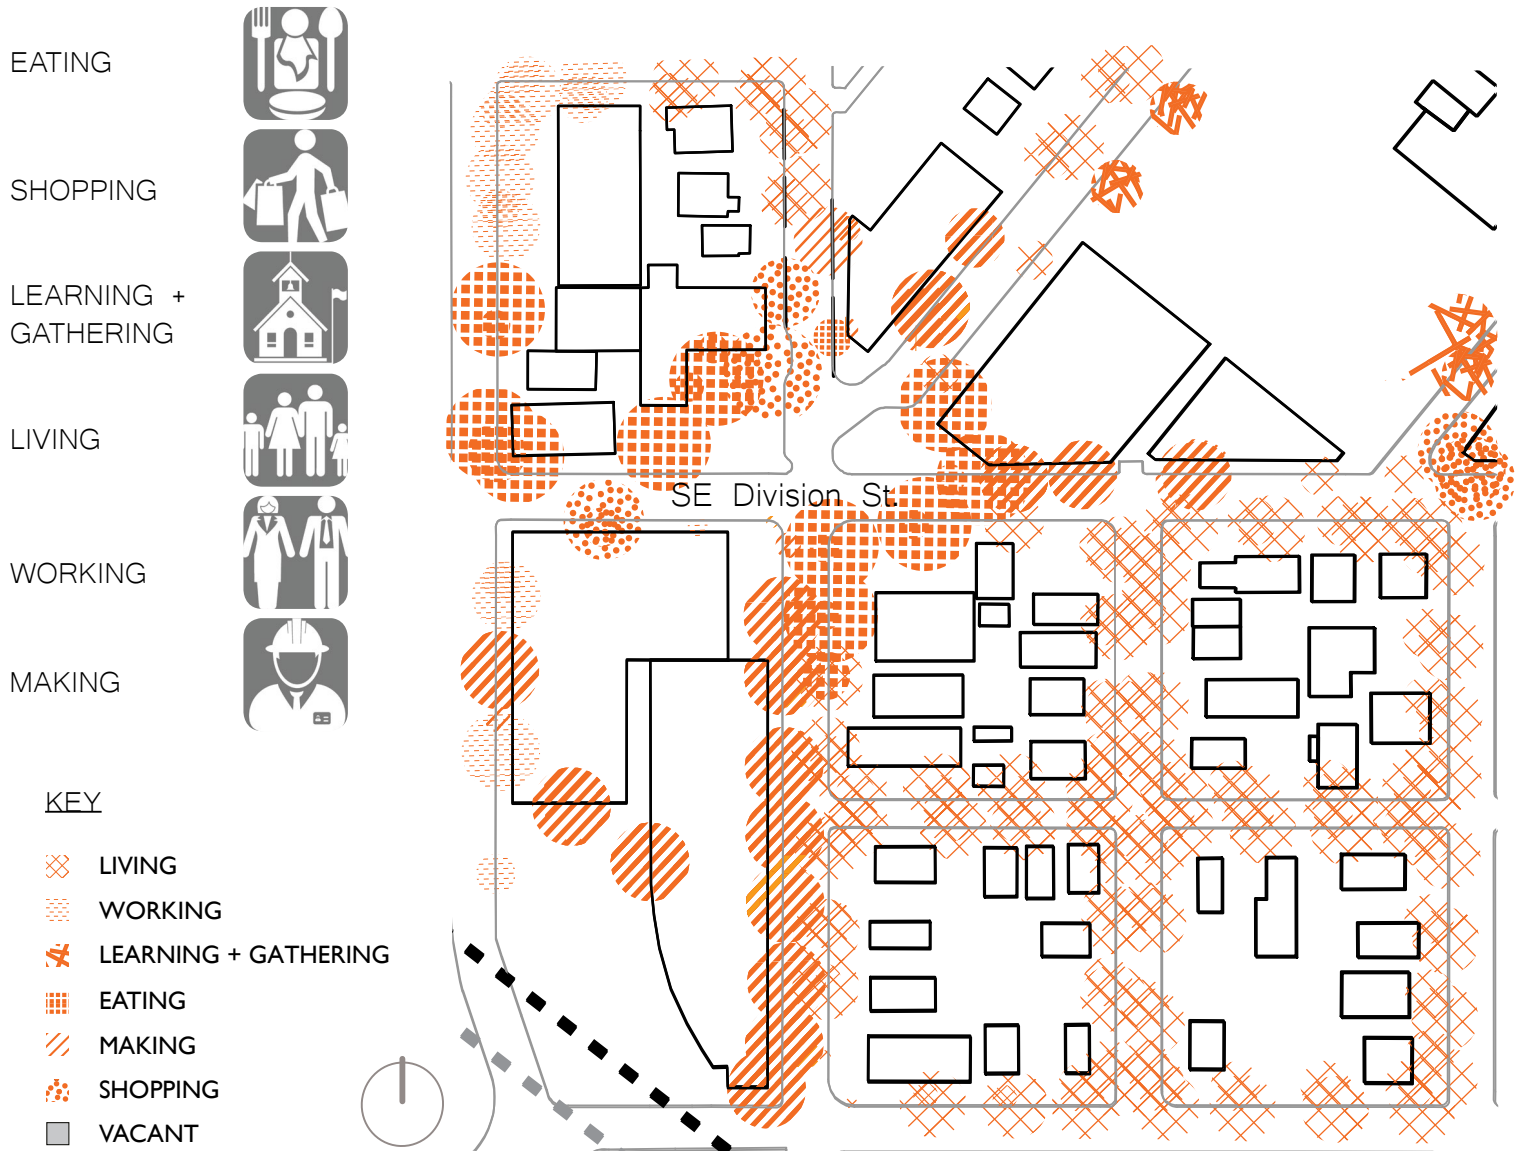 EATING
SHOPPING
LEARNING +
GATHERING
LIVING
WORKING
MAKING
SE Division St.
KEY
LIVING
WORKING
LEARNING + GATHERING
EATING
MAKING
SHOPPING
VACANT